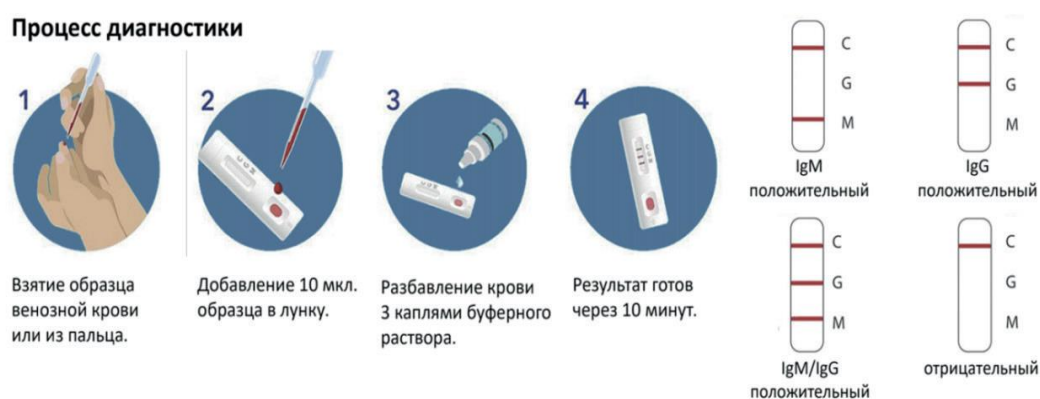 Процесс диагностики
1
Взятие образца
венозной крови
или из пальца.
2
Добавление 10 мкл.
образца в лунку.
3
Разбавление крови
3 каплями буферного
раствора.
4
Результат готов
через 10 минут.
C
G
M
IgM
положительный
C
G
M
IgG
положительный
C
G
M
IgM/IgG
положительный
C
G
M
отрицательный